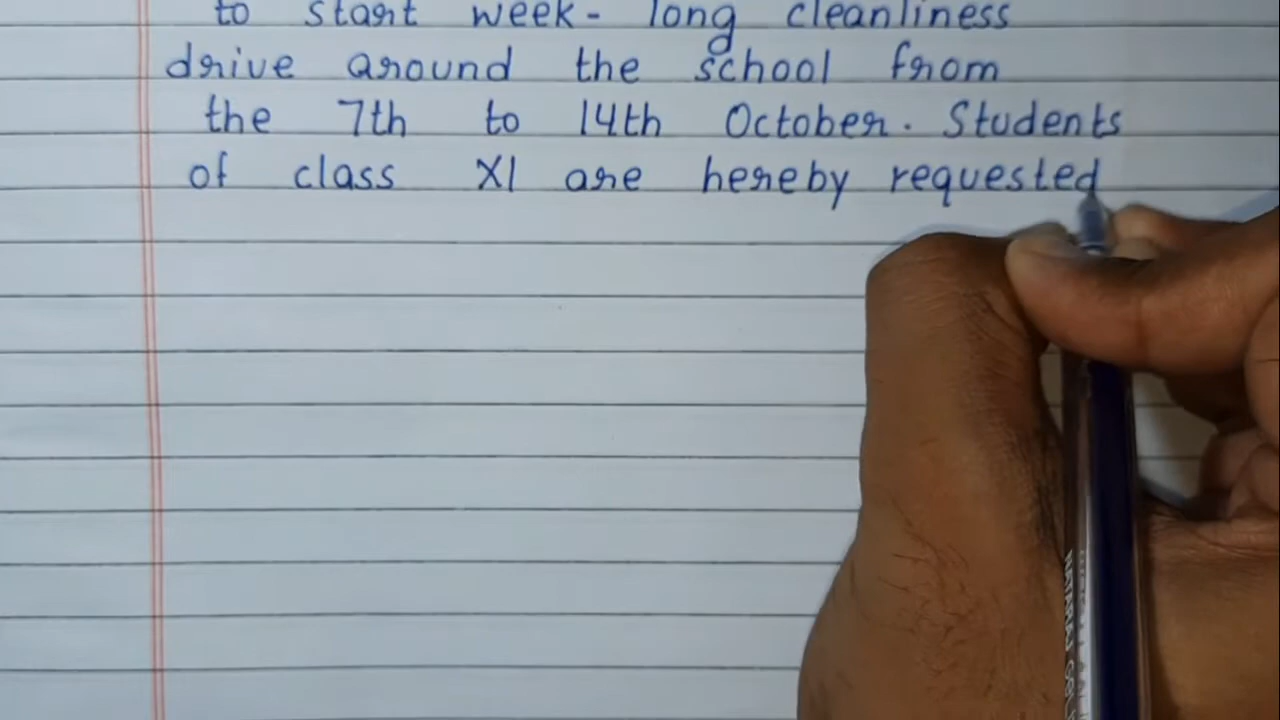 to start week- long cleanliness
drive around the school from
the 7th to 14th October. Students
of class XI are hereby requested
NATARAJ